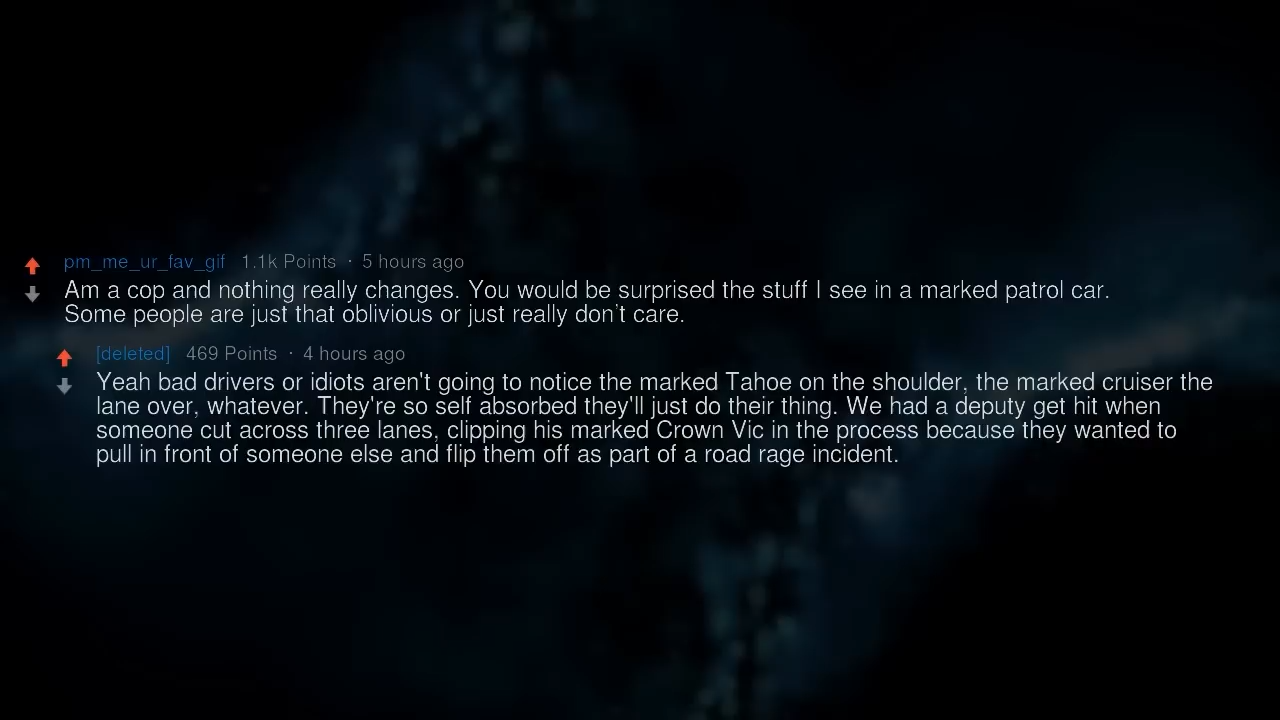 pm_me_ur_fav_gif 1.1k Points · 5 hours ago
Am a cop and nothing really changes. You would be surprised the stuff I see in a marked patrol car.
Some people are just that oblivious or just really don't care.
[deleted] 469 Points · 4 hours ago
Yeah bad drivers or idiots aren't going to notice the marked Tahoe on the shoulder, the marked cruiser the
lane over, whatever. They're so self absorbed they'll just do their thing. We had a deputy get hit when
someone cut across three lanes, clipping his marked Crown Vic in the process because they wanted to
pull in front of someone else and flip them off as part of a road rage incident.